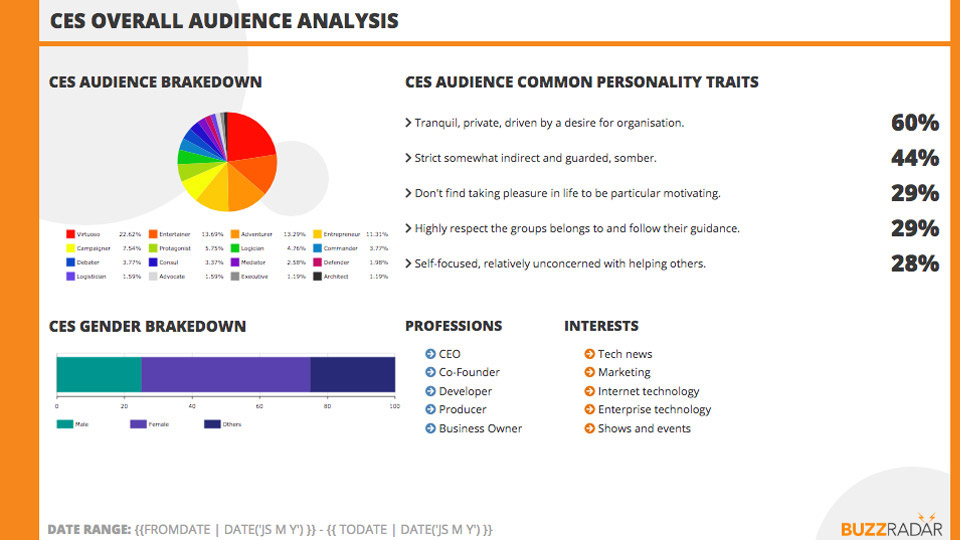 CES OVERALL AUDIENCE ANALYSIS
CES AUDIENCE BRAKEDOWN
Virtuoso 22.62% Entertainer 13.69% Adventurer 13.29% Entrepreneur 11.31%
Campaigner 7.54% Protagonist 5.75% Logician 4.76% Commander 3.77%
Debater 3.77% Consul 3.37% Mediator 2.58% Defender 1.98%
Logistician 1.59% Advocate 1.59% Executive 1.19% Architect 1.19%
CES AUDIENCE COMMON PERSONALITY TRAITS
Tranquil, private, driven by a desire for organisation. 60%
Strict somewhat indirect and guarded, somber. 44%
Don't find taking pleasure in life to be particular motivating. 29%
Highly respect the groups belongs to and follow their guidance. 29%
Self-focused, relatively unconcerned with helping others. 28%
CES GENDER BRAKEDOWN
0 20 40 60 80 100
Male Female Others
PROFESSIONS
CEO
Co-Founder
Developer
Producer
Business Owner
INTERESTS
Tech news
Marketing
Internet technology
Enterprise technology
Shows and events
DATE RANGE: {{FROMDATE | DATE('JS M Y') }} - {{ TODATE | DATE('JS M Y') }}
BUZZRADAR